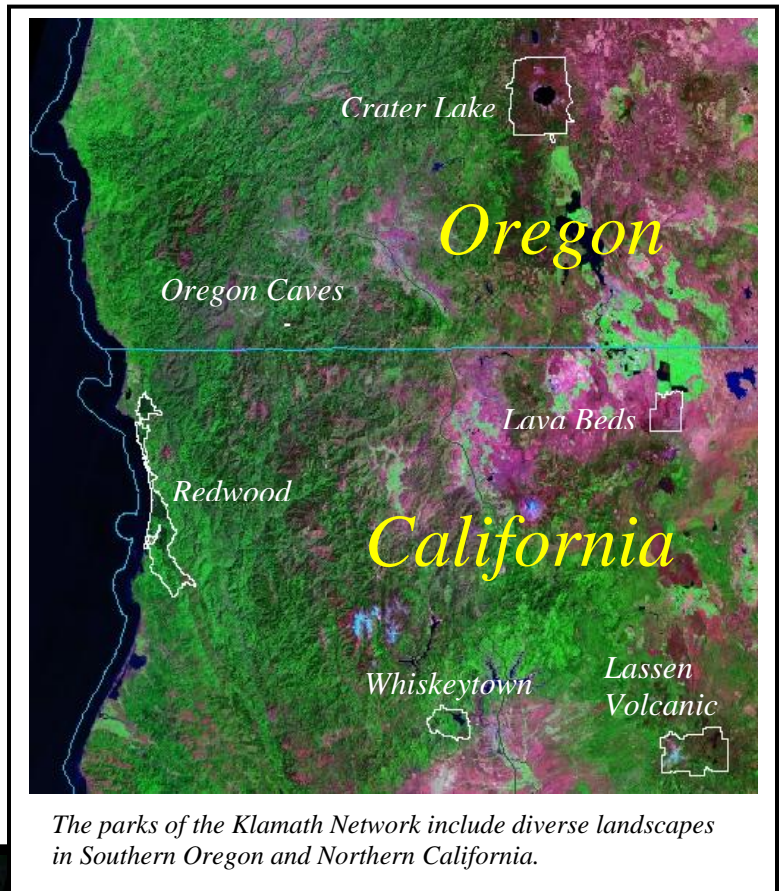 Crater Lake
Oregon
Oregon Caves
Lava Beds
Redwood
California
Whiskeytown
Lassen
Volcanic
The parks of the Klamath Network include diverse landscapes
in Southern Oregon and Northern California.